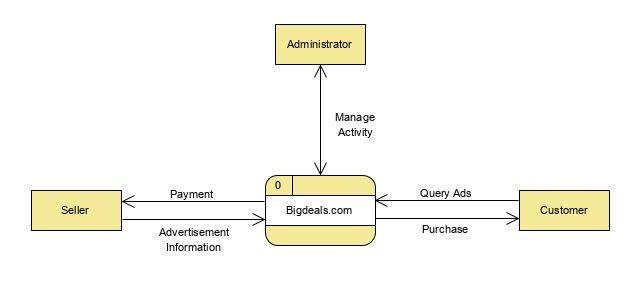 Administrator
Manage
Activity
0
Payment
Query Ads
Seller
Bigdeals.com
Customer
Advertisement
Information
Purchase